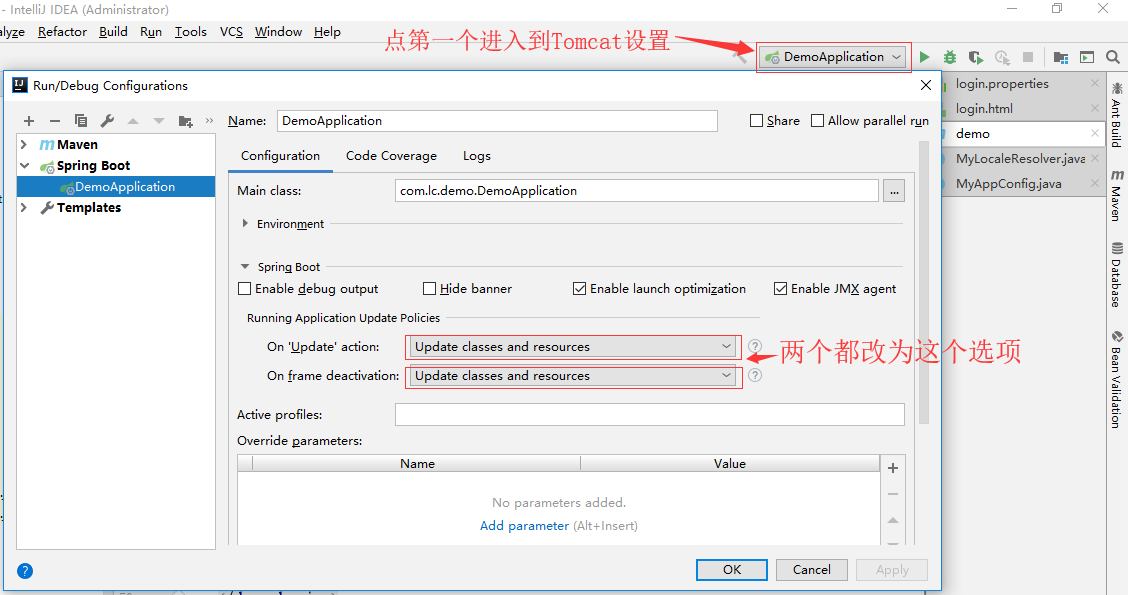 - IntelliJ IDEA (Administrator)
alyze Refactor Build Run Tools VCS Window Help
点第一个进入到Tomcat设置
DemoApplication
Run/Debug Configurations
login.properties
login.html
demo
MyLocaleResolver.java
MyAppConfig.java
Ant Build
Maven
Database
Bean Validation
Maven
Spring Boot
DemoApplication
Templates
Name: DemoApplication
Share Allow parallel run
Configuration Code Coverage Logs
Main class: com.lc.demo.DemoApplication ...
Environment
Spring Boot
Enable debug output Hide banner Enable launch optimization Enable JMX agent
Running Application Update Policies
On 'Update' action: Update classes and resources ?
两个都改为这个选项
On frame deactivation: Update classes and resources ?
Active profiles:
Override parameters:
Name Value
No parameters added.
Add parameter (Alt+Insert)
? OK Cancel Apply